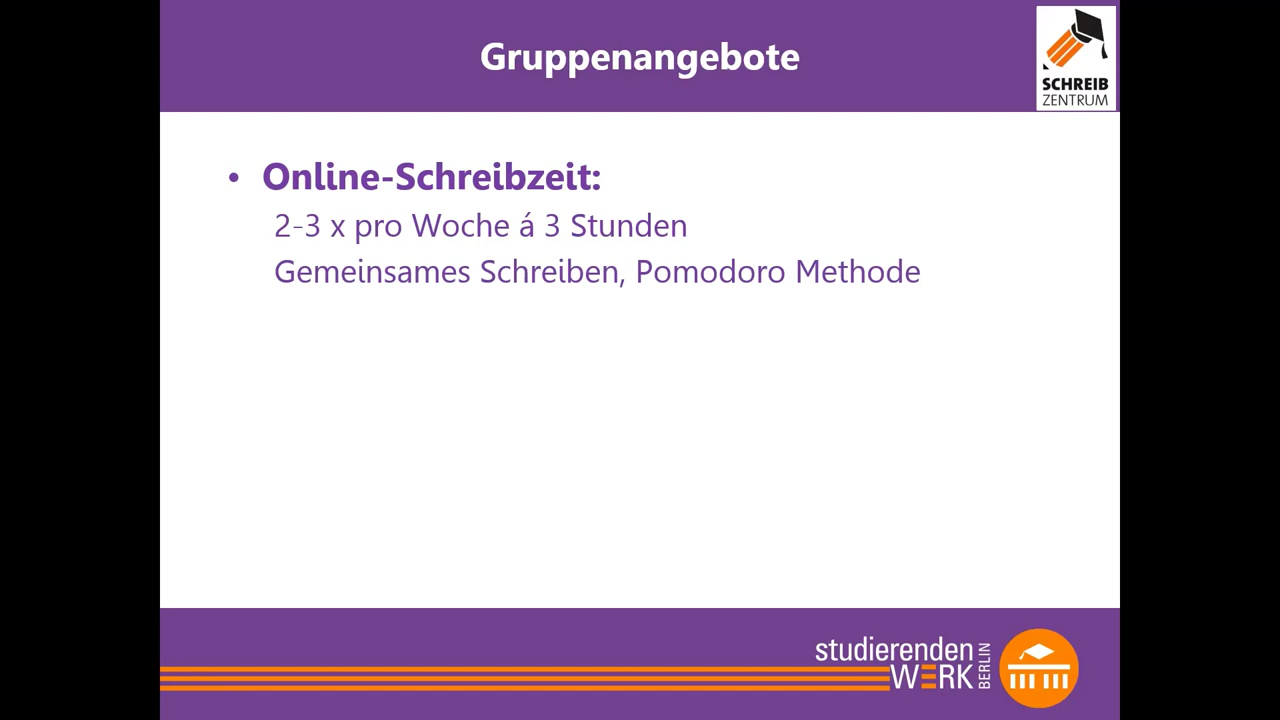 Gruppenangebote
SCHREIB
ZENTRUM
• Online-Schreibzeit:
2-3 x pro Woche á 3 Stunden
Gemeinsames Schreiben, Pomodoro Methode
studierenden
WERK
BERLIN